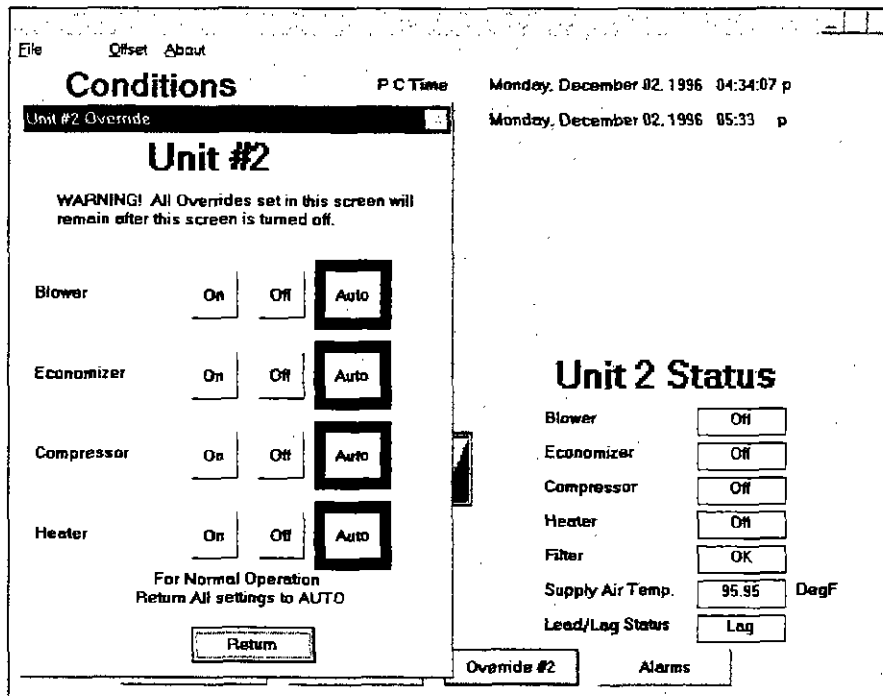 File Offset About
Conditions
P C Time Monday, December 02, 1996 04:34:07 p
Monday, December 02, 1996 05:33 p
Unit #2 Override
Unit #2
WARNING! All Overrides set in this screen will
remain after this screen is turned off.
Blower On Off Auto
Economizer On Off Auto
Compressor On Off Auto
Heater On Off Auto
For Normal Operation
Return All settings to AUTO
Return
Unit 2 Status
Blower Off
Economizer Off
Compressor Off
Heater Off
Filter OK
Supply Air Temp. 95.95 DegF
Lead/Lag Status Lag
Override #2 Alarms